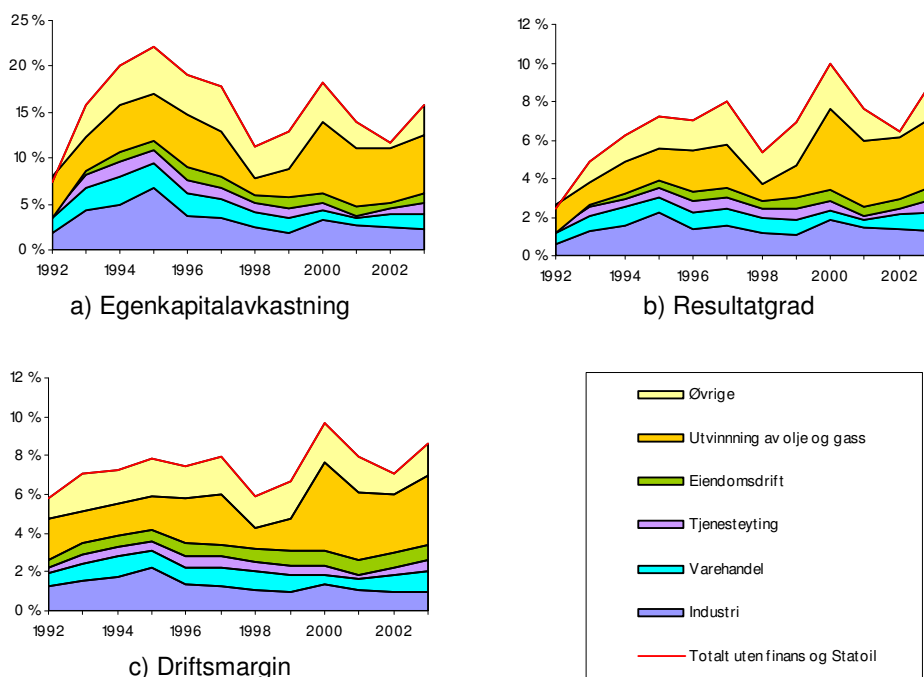 25 %
20 %
15 %
10 %
5 %
0 %
1992 1994 1996 1998 2000 2002
a) Egenkapitalavkastning
12 %
10 %
8 %
6 %
4 %
2 %
0 %
1992 1994 1996 1998 2000 2002
b) Resultatgrad
12 %
10 %
8 %
6 %
4 %
2 %
0 %
1992 1994 1996 1998 2000 2002
c) Driftsmargin
Øvrige
Utvinnning av olje og gass
Eiendomsdrift
Tjenesteyting
Varehandel
Industri
Totalt uten finans og Statoil